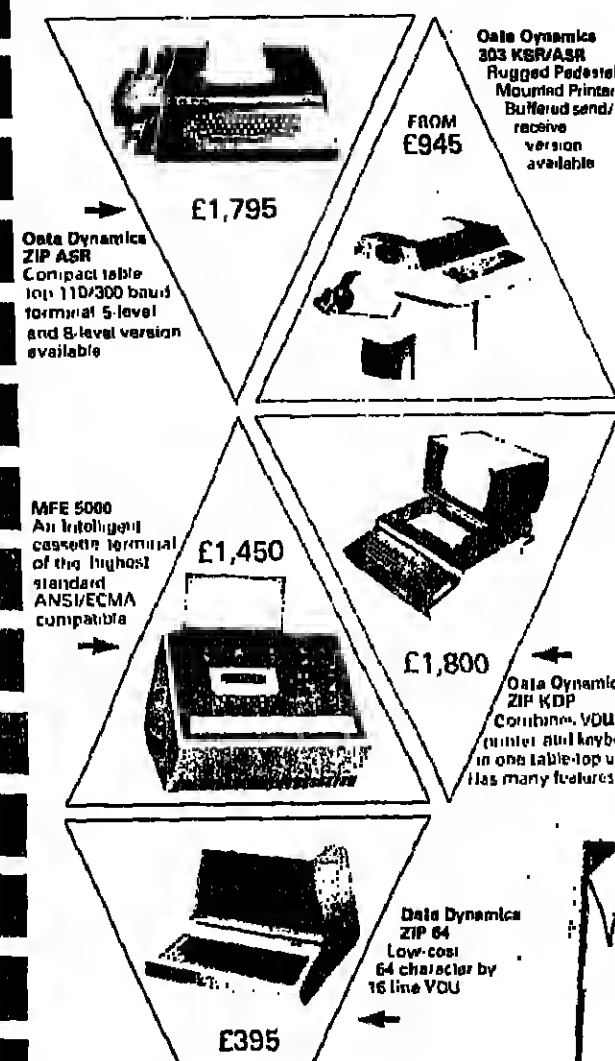 £1,795
Data Dynamics
ZIP ASR
Compact table
top 110/300 baud
terminal 5-level
and 8-level version
available
Data Dynamics
303 KSR/ASR
Rugged Pedestal
Mounted Printer
Buffered send/
receive
version
available
FROM
£945
MFE 5000
An Intelligent
cassette terminal
of the highest
standard
ANSI/ECMA
compatible
£1,450
£1,800
Data Dynamic
ZIP KDP
Combines VDU
printer and keyb
in one table-top u
Has many features
Data Dynamics
ZIP 64
Low-cost
64 character by
16 line VDU
£395